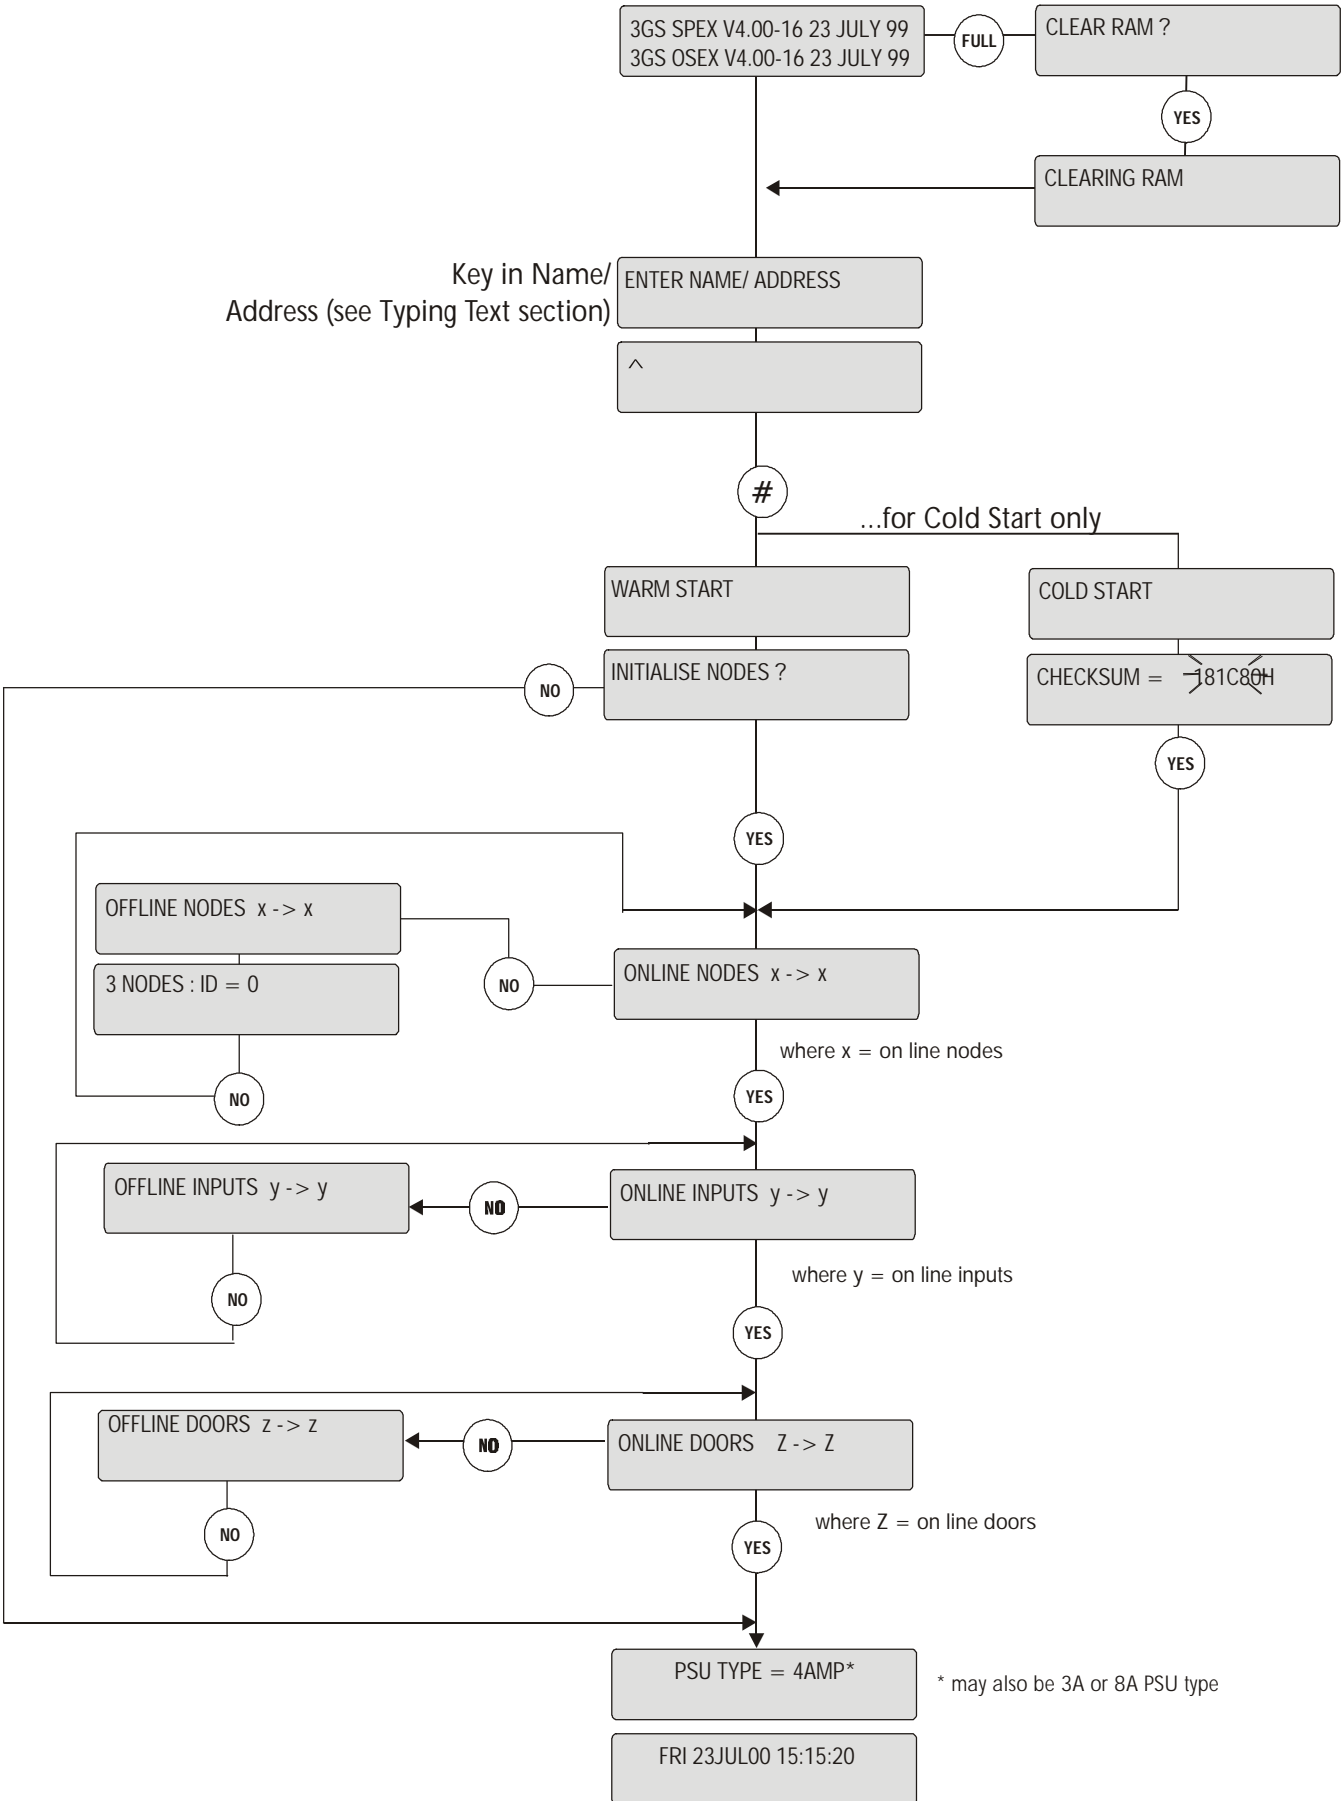 3GS SPEX V4.00-16 23 JULY 99
3GS OSEX V4.00-16 23 JULY 99
FULL
CLEAR RAM ?
YES
CLEARING RAM
Key in Name/
Address (see Typing Text section)
ENTER NAME/ ADDRESS
^
#
...for Cold Start only
WARM START
COLD START
INITIALISE NODES ?
NO
CHECKSUM = 181C80H
YES
YES
OFFLINE NODES x - > x
3 NODES : ID = 0
NO
NO
ONLINE NODES x - > x
where x = on line nodes
YES
OFFLINE INPUTS y - > y
NO
NO
ONLINE INPUTS y - > y
where y = on line inputs
YES
OFFLINE DOORS z - > z
NO
NO
ONLINE DOORS Z - > Z
where Z = on line doors
YES
PSU TYPE = 4AMP*
* may also be 3A or 8A PSU type
FRI 23JUL00 15:15:20